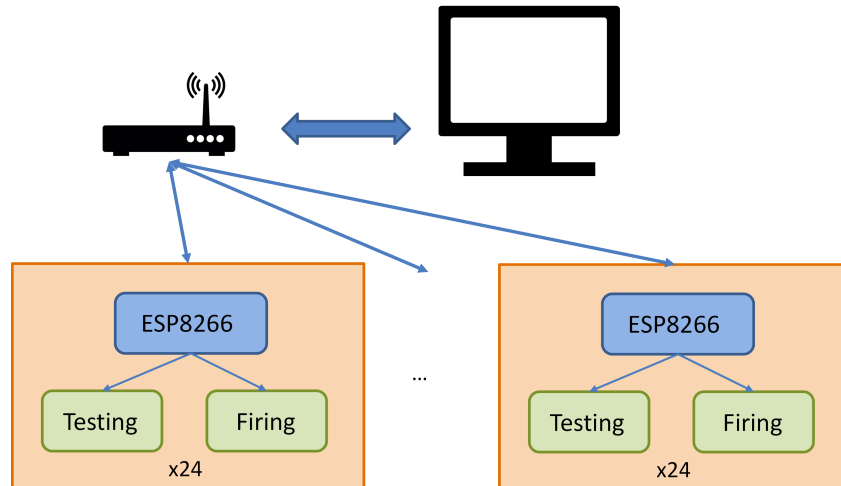 ESP8266
Testing
Firing
x24
...
ESP8266
Testing
Firing
x24